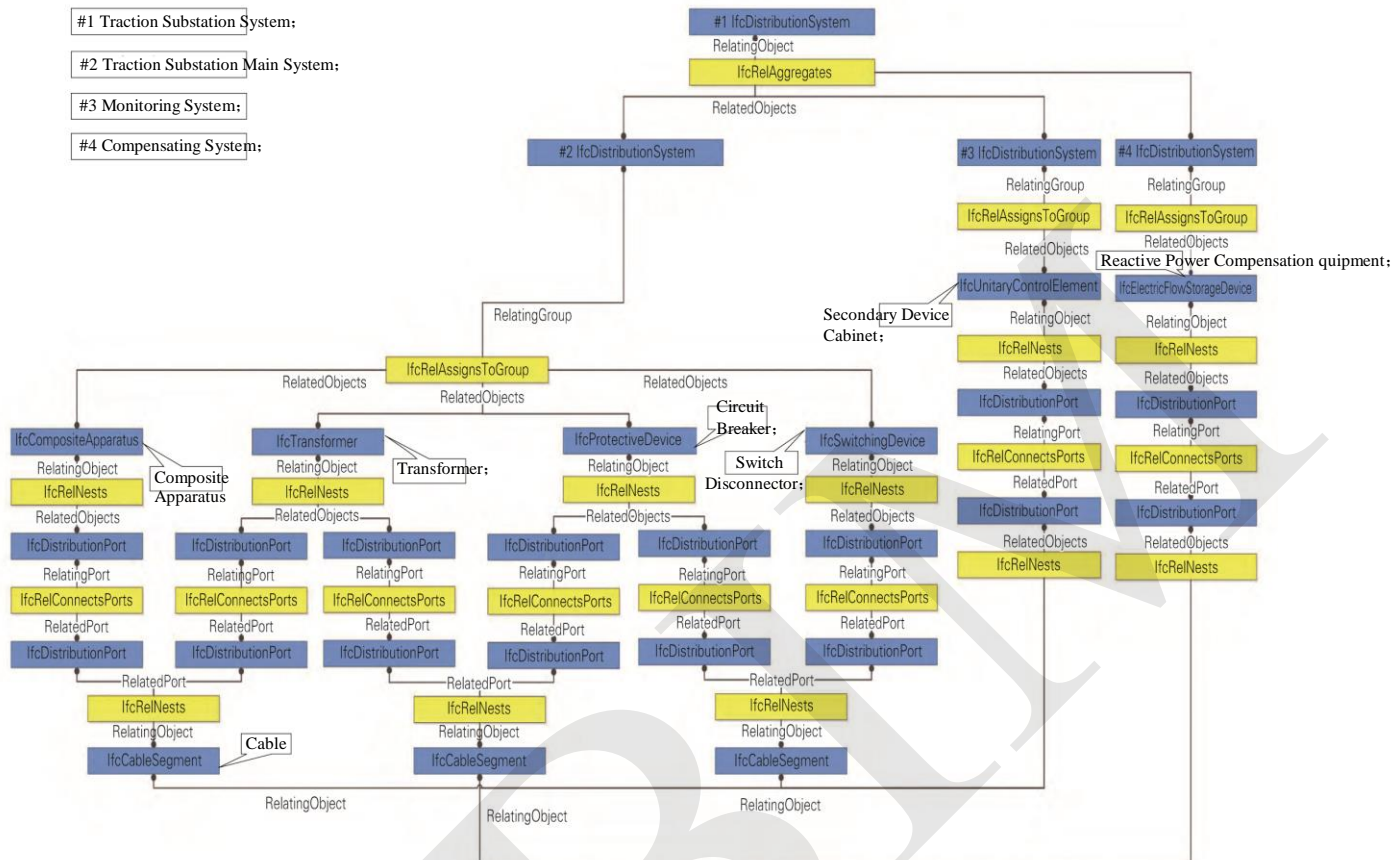 #1 Traction Substation System;
#2 Traction Substation Main System;
#3 Monitoring System;
#4 Compensating System;
#1 IfcDistributionSystem
RelatingObject
IfcRelAggregates
RelatedObjects
#2 IfcDistributionSystem
#3 IfcDistributionSystem
#4 IfcDistributionSystem
RelatingGroup
RelatingGroup
IfcRelAssignsToGroup
IfcRelAssignsToGroup
RelatedObjects
RelatedObjects
Reactive Power Compensation quipment;
IfcUnitaryControlElement
IfcElectricFlowStorageDevice
Secondary Device
Cabinet;
RelatingObject
RelatingObject
IfcRelNests
IfcRelNests
RelatedObjects
RelatedObjects
IfcDistributionPort
IfcDistributionPort
RelatingPort
RelatingPort
IfcRelConnectsPorts
IfcRelConnectsPorts
RelatedPort
RelatedPort
IfcDistributionPort
IfcDistributionPort
RelatedObjects
RelatedObjects
IfcRelNests
IfcRelNests
RelatingGroup
IfcRelAssignsToGroup
RelatedObjects
RelatedObjects
RelatedObjects
IfcCompositeApparatus
IfcTransformer
IfcProtectiveDevice
IfcSwitchingDevice
Composite
Apparatus
Transformer;
Circuit
Breaker;
Switch
Disconnector;
RelatingObject
RelatingObject
RelatingObject
RelatingObject
IfcRelNests
IfcRelNests
IfcRelNests
IfcRelNests
RelatedObjects
RelatedObjects
RelatedObjects
RelatedObjects
IfcDistributionPort
IfcDistributionPort
IfcDistributionPort
IfcDistributionPort
IfcDistributionPort
IfcDistributionPort
RelatingPort
RelatingPort
RelatingPort
RelatingPort
RelatingPort
RelatingPort
IfcRelConnectsPorts
IfcRelConnectsPorts
IfcRelConnectsPorts
IfcRelConnectsPorts
IfcRelConnectsPorts
IfcRelConnectsPorts
RelatedPort
RelatedPort
RelatedPort
RelatedPort
RelatedPort
RelatedPort
IfcDistributionPort
IfcDistributionPort
IfcDistributionPort
IfcDistributionPort
IfcDistributionPort
IfcDistributionPort
RelatedPort
RelatedPort
RelatedPort
IfcRelNests
IfcRelNests
IfcRelNests
RelatingObject
RelatingObject
RelatingObject
IfcCableSegment
IfcCableSegment
IfcCableSegment
Cable
RelatingObject
RelatingObject
RelatingObject
BIM